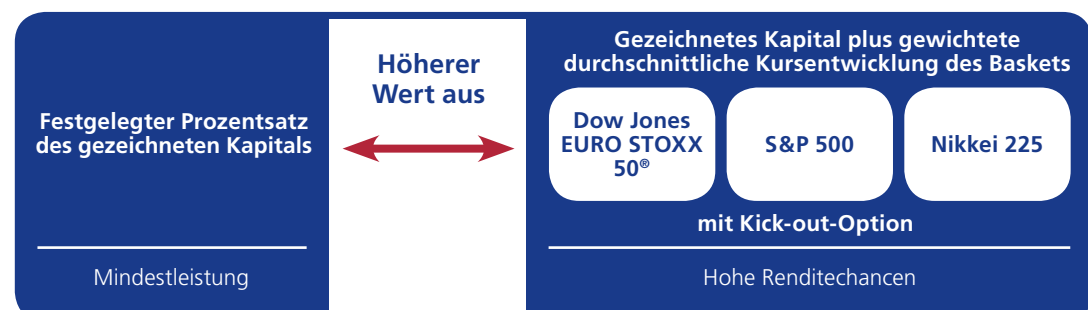 Festgelegter Prozentsatz
des gezeichneten Kapitals
Mindestleistung
Höherer
Wert aus
Gezeichnetes Kapital plus gewichtete
durchschnittliche Kursentwicklung des Baskets
Dow Jones
EURO STOXX
50®
S&P 500
Nikkei 225
mit Kick-out-Option
Hohe Renditechancen